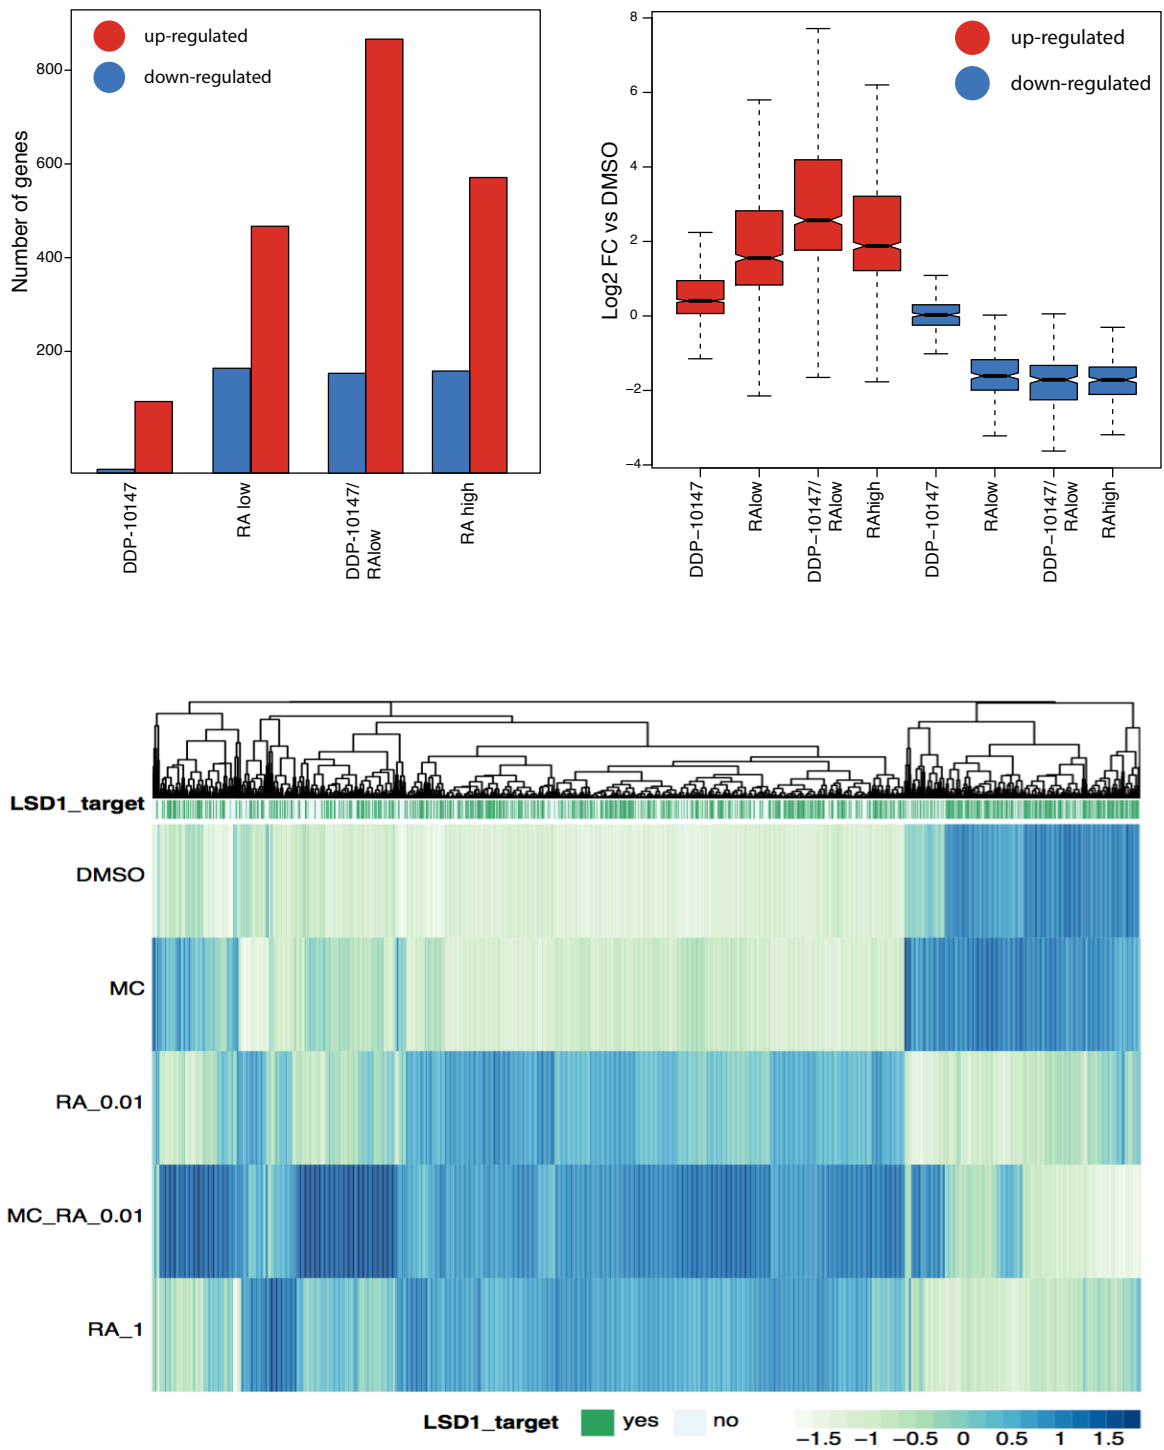 up-regulated
down-regulated
Number of genes
800
600
400
200
DDP-10147
RA low
DDP-10147/
RAlow
RA high
up-regulated
down-regulated
Log2 FC vs DMSO
8
6
4
2
0
−2
−4
DDP−10147
RAlow
DDP−10147/
RAlow
RAhigh
DDP−10147
RAlow
DDP−10147/
RAlow
RAhigh
LSD1_target
DMSO
MC
RA_0.01
MC_RA_0.01
RA_1
LSD1_target yes no
−1.5 −1 −0.5 0 0.5 1 1.5